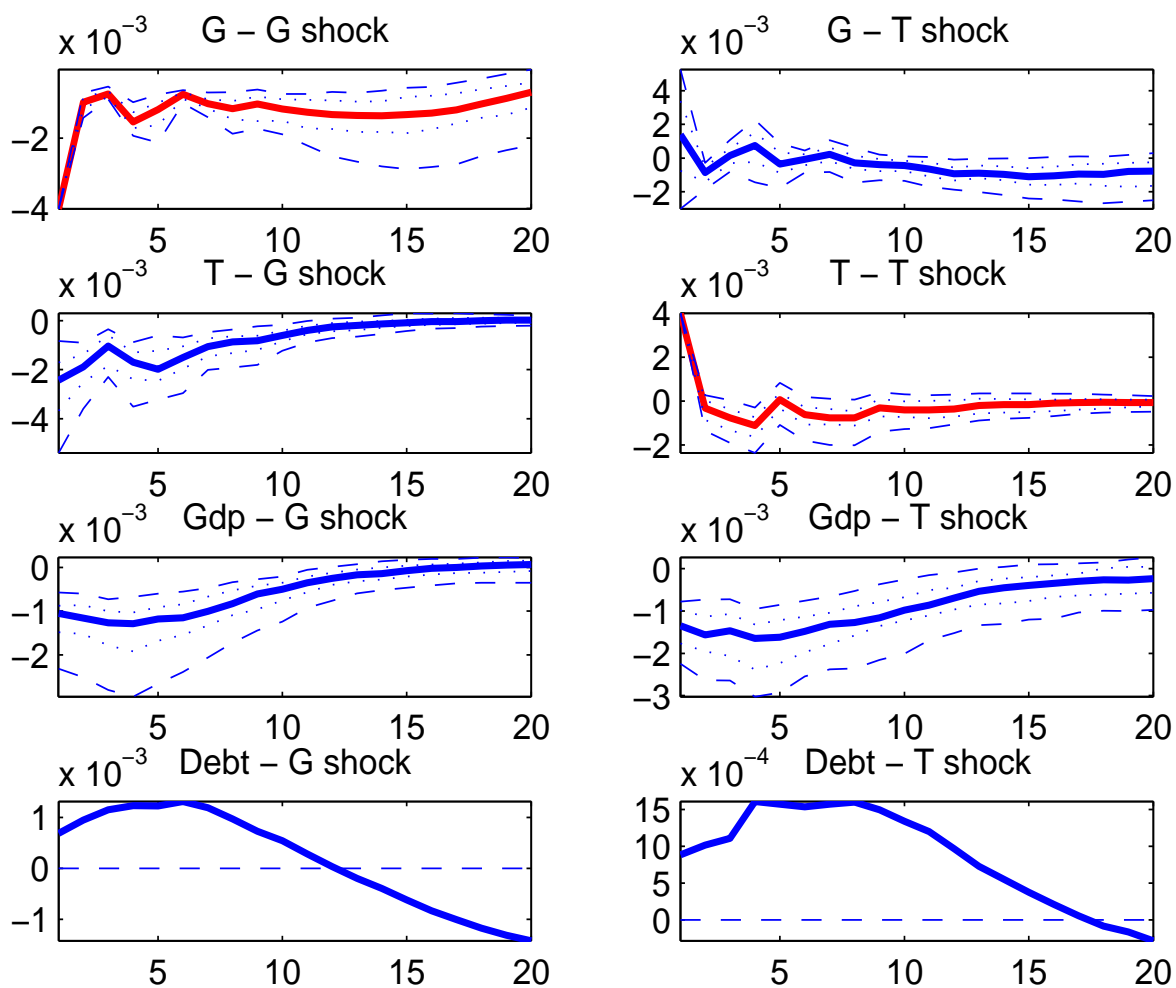 x 10−3 G − G shock
−2
−4
5 10 15 20
x 10−3 G − T shock
4
2
0
−2
5 10 15 20
x 10−3 T − G shock
0
−2
−4
5 10 15 20
x 10−3 T − T shock
4
2
0
−2
5 10 15 20
x 10−3 Gdp − G shock
0
−1
−2
5 10 15 20
x 10−3 Gdp − T shock
0
−1
−2
−3
5 10 15 20
x 10−3 Debt − G shock
1
0
−1
5 10 15 20
x 10−4 Debt − T shock
15
10
5
0
5 10 15 20